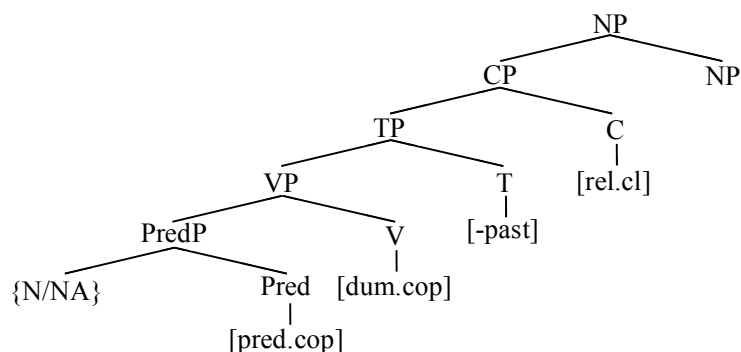 NP
CP NP
TP C
[rel.cl]
VP T
[-past]
PredP V
{N/NA} Pred [dum.cop]
[pred.cop]